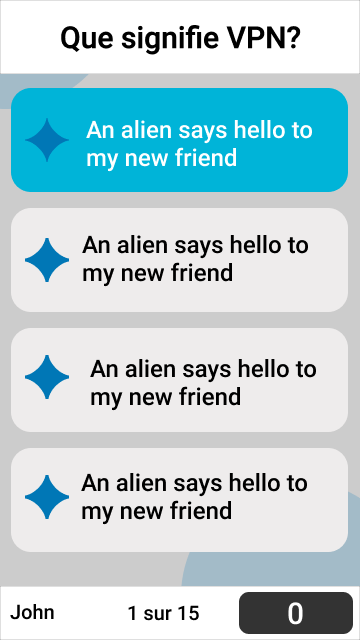 Que signifie VPN?
An alien says hello to
my new friend
An alien says hello to
my new friend
An alien says hello to
my new friend
An alien says hello to
my new friend
John
1 sur 15
0